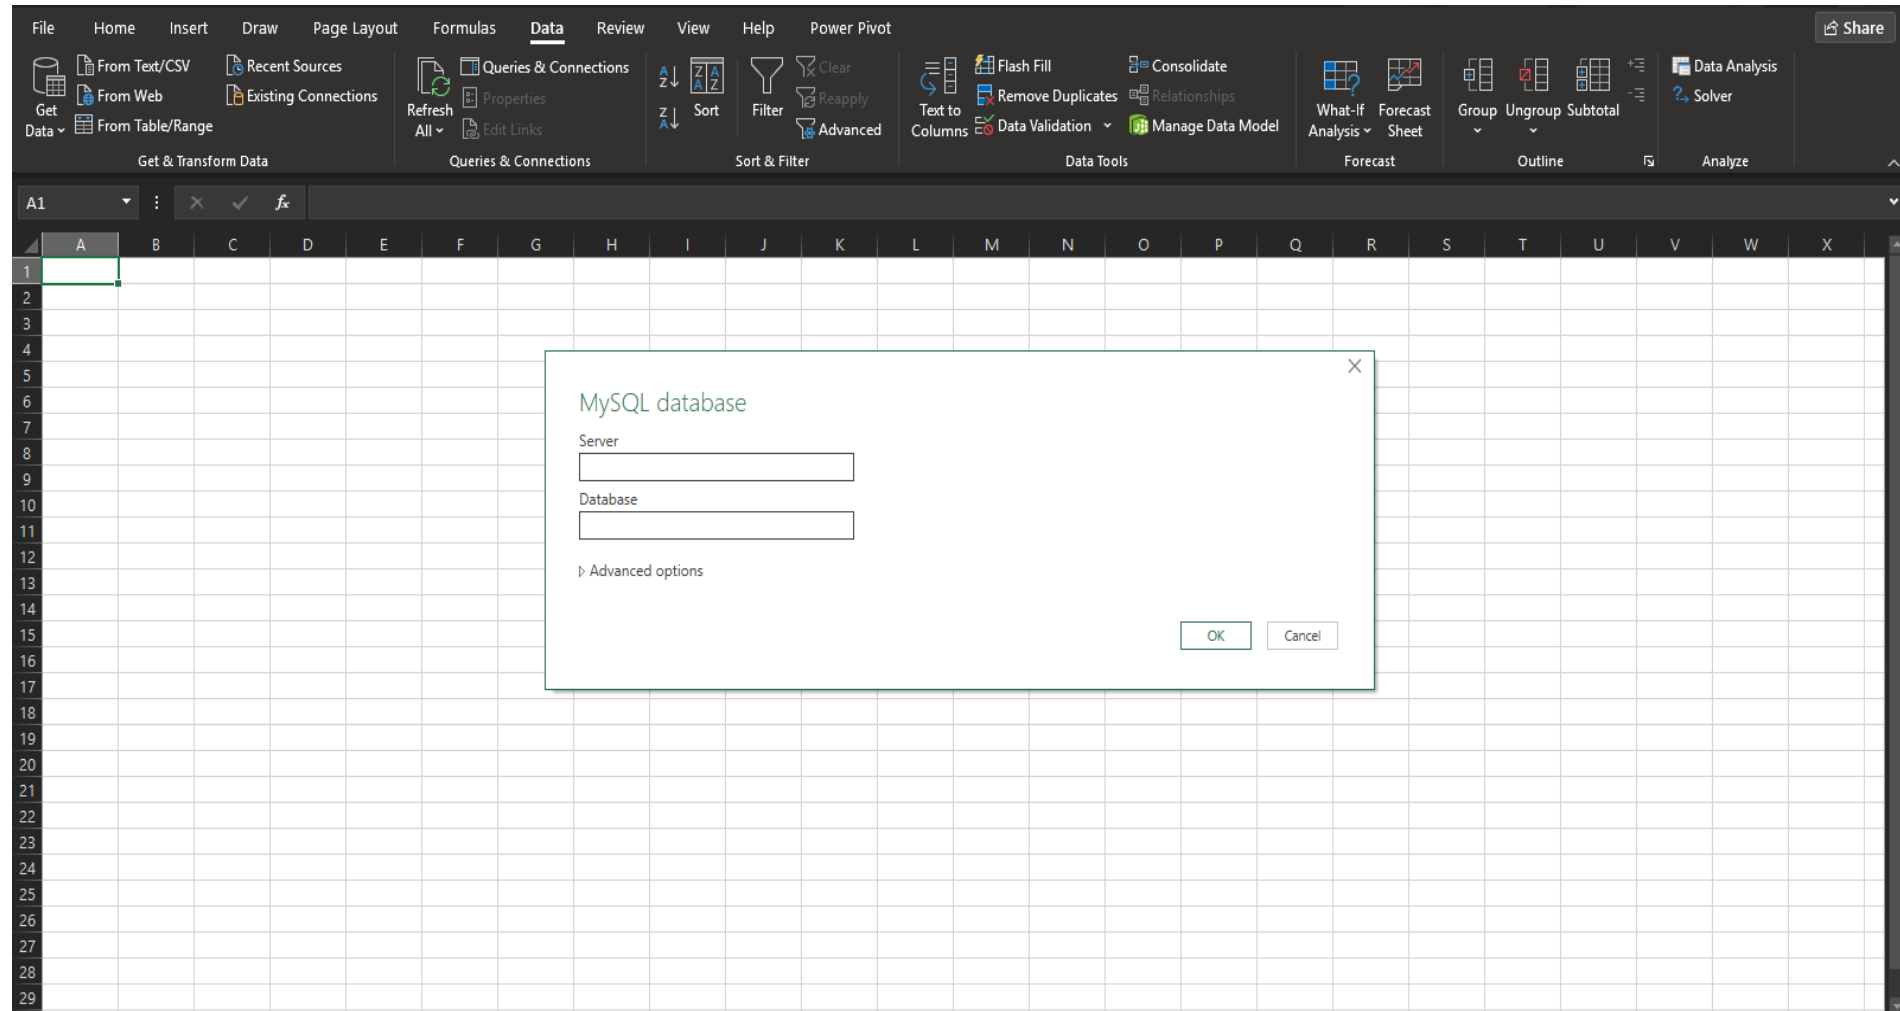 File Home Insert Draw Page Layout Formulas Data Review View Help Power Pivot Share
Get Data
From Text/CSV
From Web
From Table/Range
Recent Sources
Existing Connections
Get & Transform Data
Refresh All
Queries & Connections
Properties
Edit Links
Queries & Connections
Sort
Filter
Clear
Reapply
Advanced
Sort & Filter
Text to Columns
Flash Fill
Remove Duplicates
Data Validation
Consolidate
Relationships
Manage Data Model
Data Tools
What-If Analysis
Forecast Sheet
Forecast
Group
Ungroup
Subtotal
Outline
Data Analysis
Solver
Analyze
A1 fx
A B C D E F G H I J K L M N O P Q R S T U V W X
1
2
3
4
5
6
7
8
9
10
11
12
13
14
15
16
17
18
19
20
21
22
23
24
25
26
27
28
29
MySQL database
Server
Database
Advanced options
OK Cancel